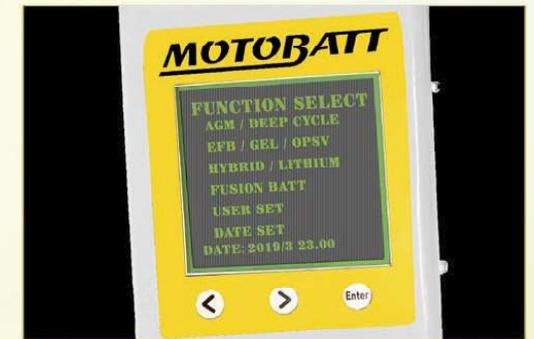 MOTOBATT
FUNCTION SELECT
AGM / DEEP CYCLE
EFB / GEL / OPSV
HYBRID / LITHIUM
FUSION BATT
USER SET
DATE SET
DATE: 2019/3 23.00
< > Enter